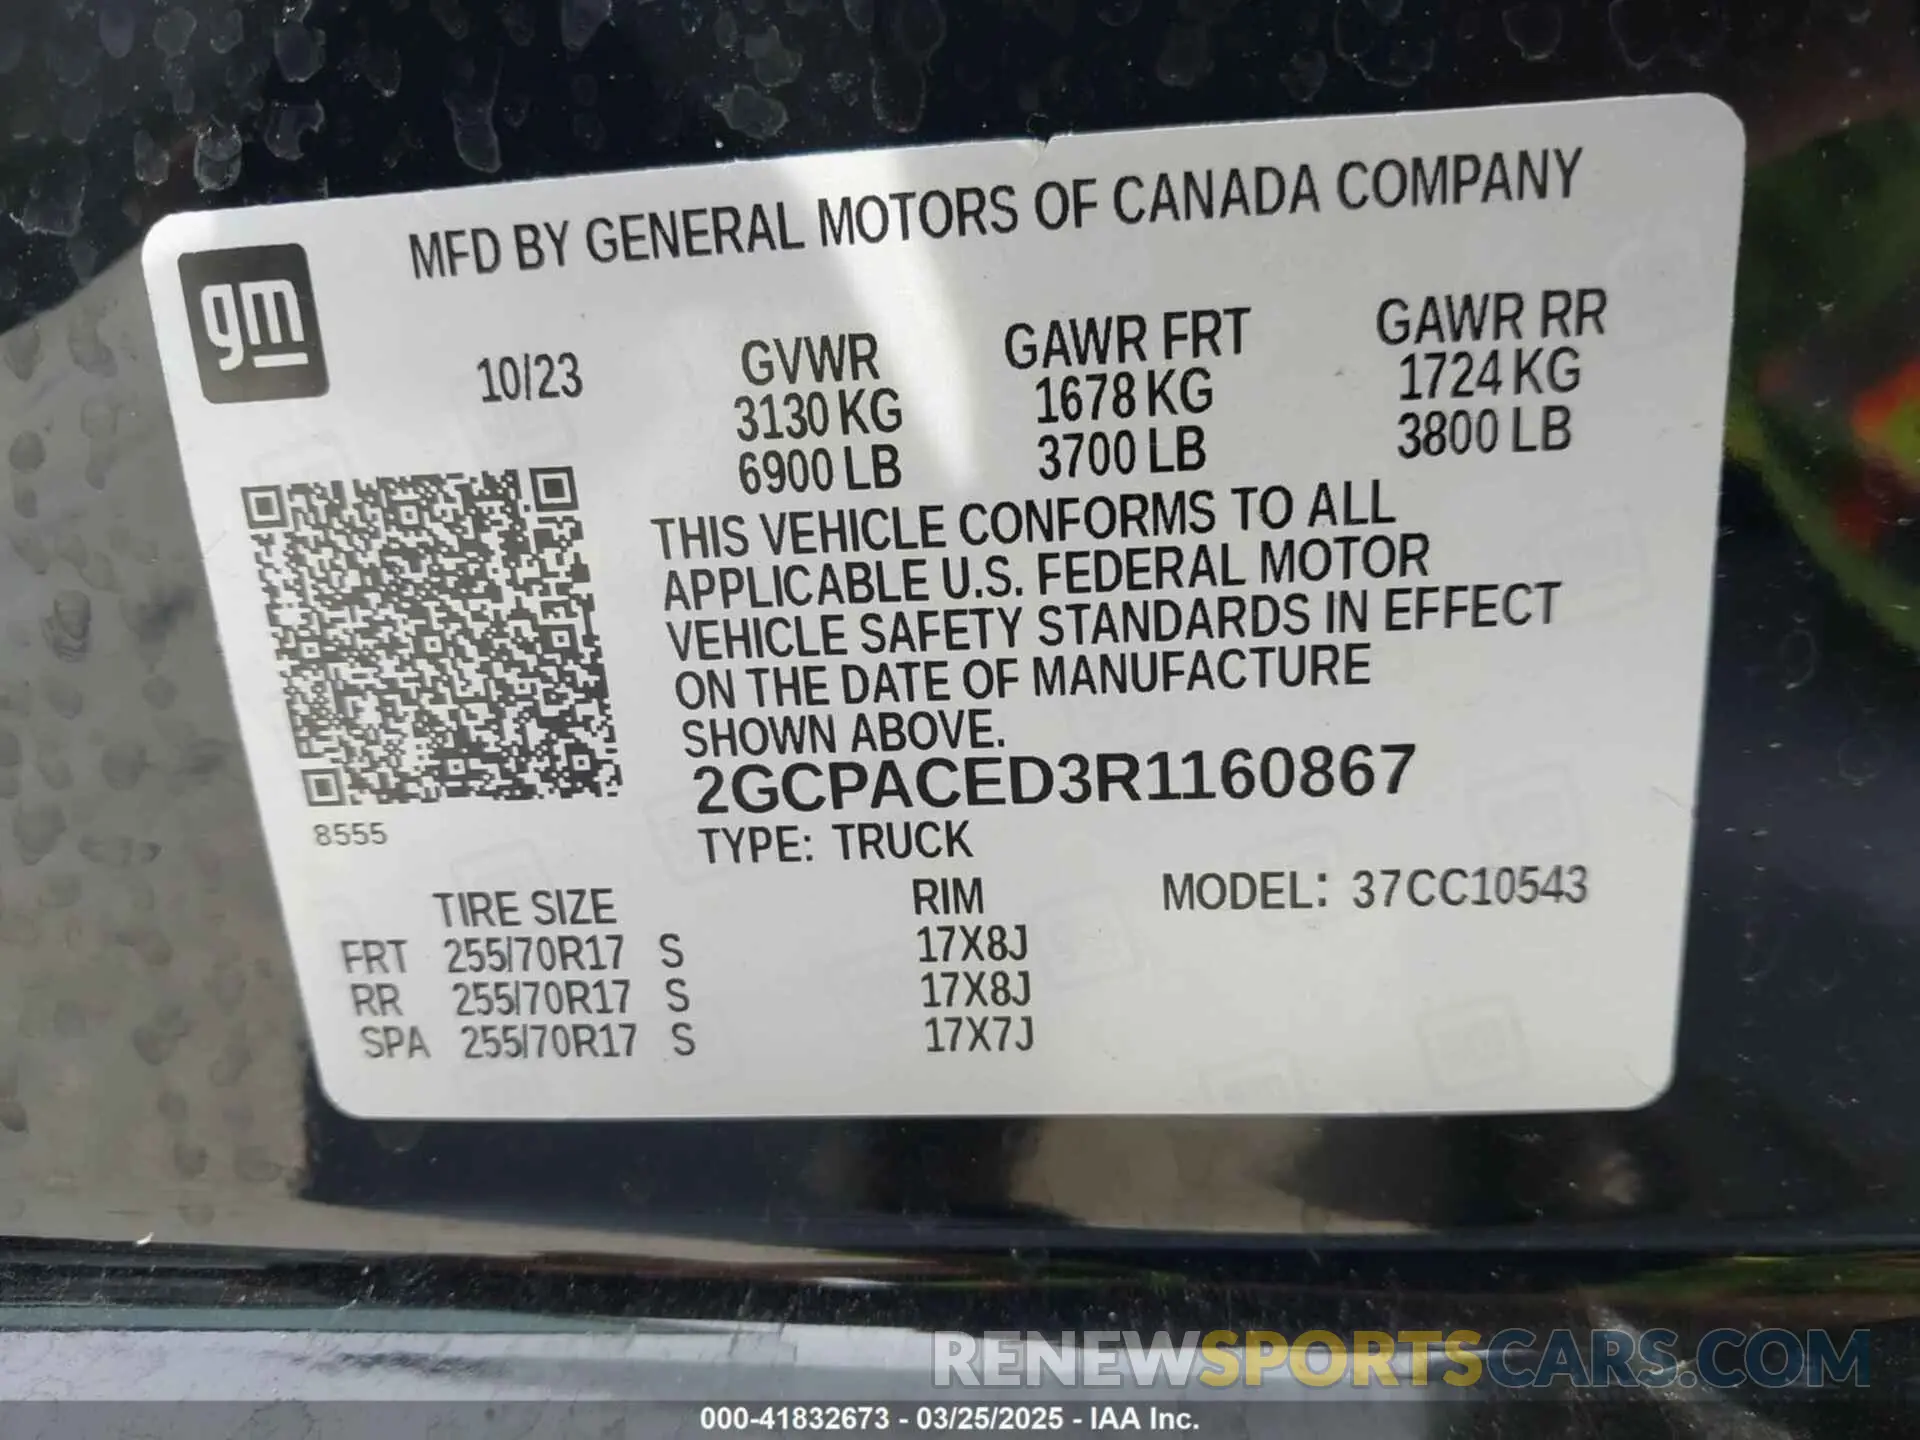 gm
MFD BY GENERAL MOTORS OF CANADA COMPANY
10/23
GVWR
3130 KG
6900 LB
GAWR FRT
1678 KG
3700 LB
GAWR RR
1724 KG
3800 LB
THIS VEHICLE CONFORMS TO ALL
APPLICABLE U.S. FEDERAL MOTOR
VEHICLE SAFETY STANDARDS IN EFFECT
ON THE DATE OF MANUFACTURE
SHOWN ABOVE.
2GCPACED3R1160867
8555
TYPE: TRUCK
TIRE SIZE RIM MODEL: 37CC10543
FRT 255/70R17 S 17X8J
RR 255/70R17 S 17X8J
SPA 255/70R17 S 17X7J
RENEWSPORTSCARS.COM
000-41832673 - 03/25/2025 - IAA Inc.